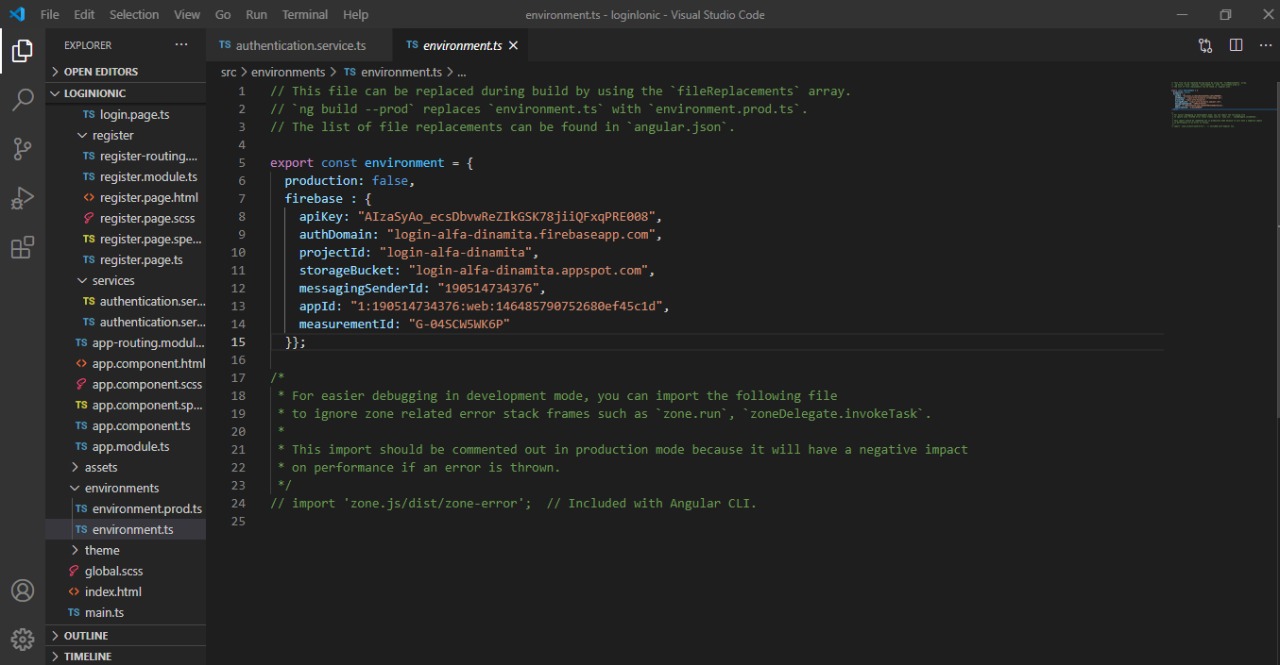 File Edit Selection View Go Run Terminal Help
environment.ts - loginIonic - Visual Studio Code
EXPLORER
OPEN EDITORS
LOGINIONIC
TS login.page.ts
register
TS register-routing....
TS register.module.ts
<> register.page.html
register.page.scss
TS register.page.spe...
TS register.page.ts
services
TS authentication.ser...
TS authentication.ser...
TS app-routing.modul...
<> app.component.html
app.component.scss
TS app.component.sp...
TS app.component.ts
TS app.module.ts
assets
environments
TS environment.prod.ts
TS environment.ts
theme
global.scss
<> index.html
TS main.ts
OUTLINE
TIMELINE
TS authentication.service.ts
TS environment.ts
src > environments > TS environment.ts > ...
1 // This file can be replaced during build by using the `fileReplacements` array.
2 // `ng build --prod` replaces `environment.ts` with `environment.prod.ts`.
3 // The list of file replacements can be found in `angular.json`.
4
5 export const environment = {
6 production: false,
7 firebase : {
8 apiKey: "AIzaSyAo_ecsDbvwReZIkGSK78jiiQFxqPRE008",
9 authDomain: "login-alfa-dinamita.firebaseapp.com",
10 projectId: "login-alfa-dinamita",
11 storageBucket: "login-alfa-dinamita.appspot.com",
12 messagingSenderId: "190514734376",
13 appId: "1:190514734376:web:146485790752680ef45c1d",
14 measurementId: "G-04SCW5WK6P"
15 }};
16
17 /*
18 * For easier debugging in development mode, you can import the following file
19 * to ignore zone related error stack frames such as `zone.run`, `zoneDelegate.invokeTask`.
20 *
21 * This import should be commented out in production mode because it will have a negative impact
22 * on performance if an error is thrown.
23 */
24 // import 'zone.js/dist/zone-error';  // Included with Angular CLI.
25